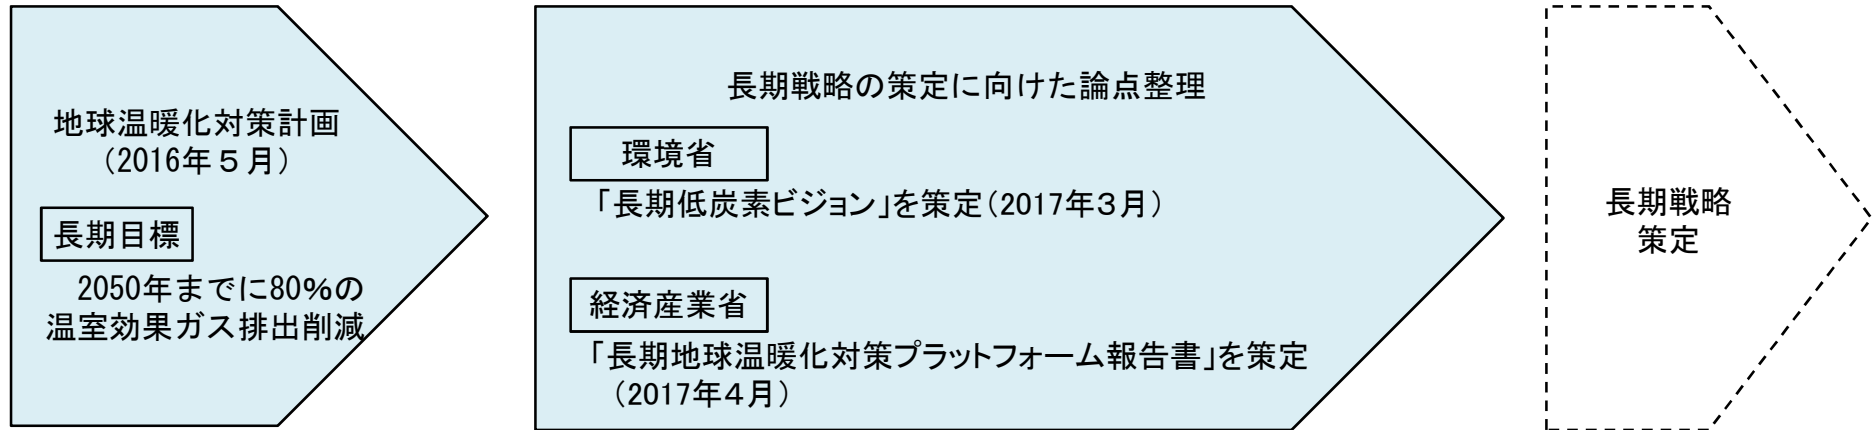 地球温暖化対策計画
（2016年５月）
長期目標
2050年までに80%の
温室効果ガス排出削減
長期戦略の策定に向けた論点整理
環境省
「長期低炭素ビジョン」を策定（2017年３月）
経済産業省
「長期地球温暖化対策プラットフォーム報告書」を策定
（2017年４月）
長期戦略
策定